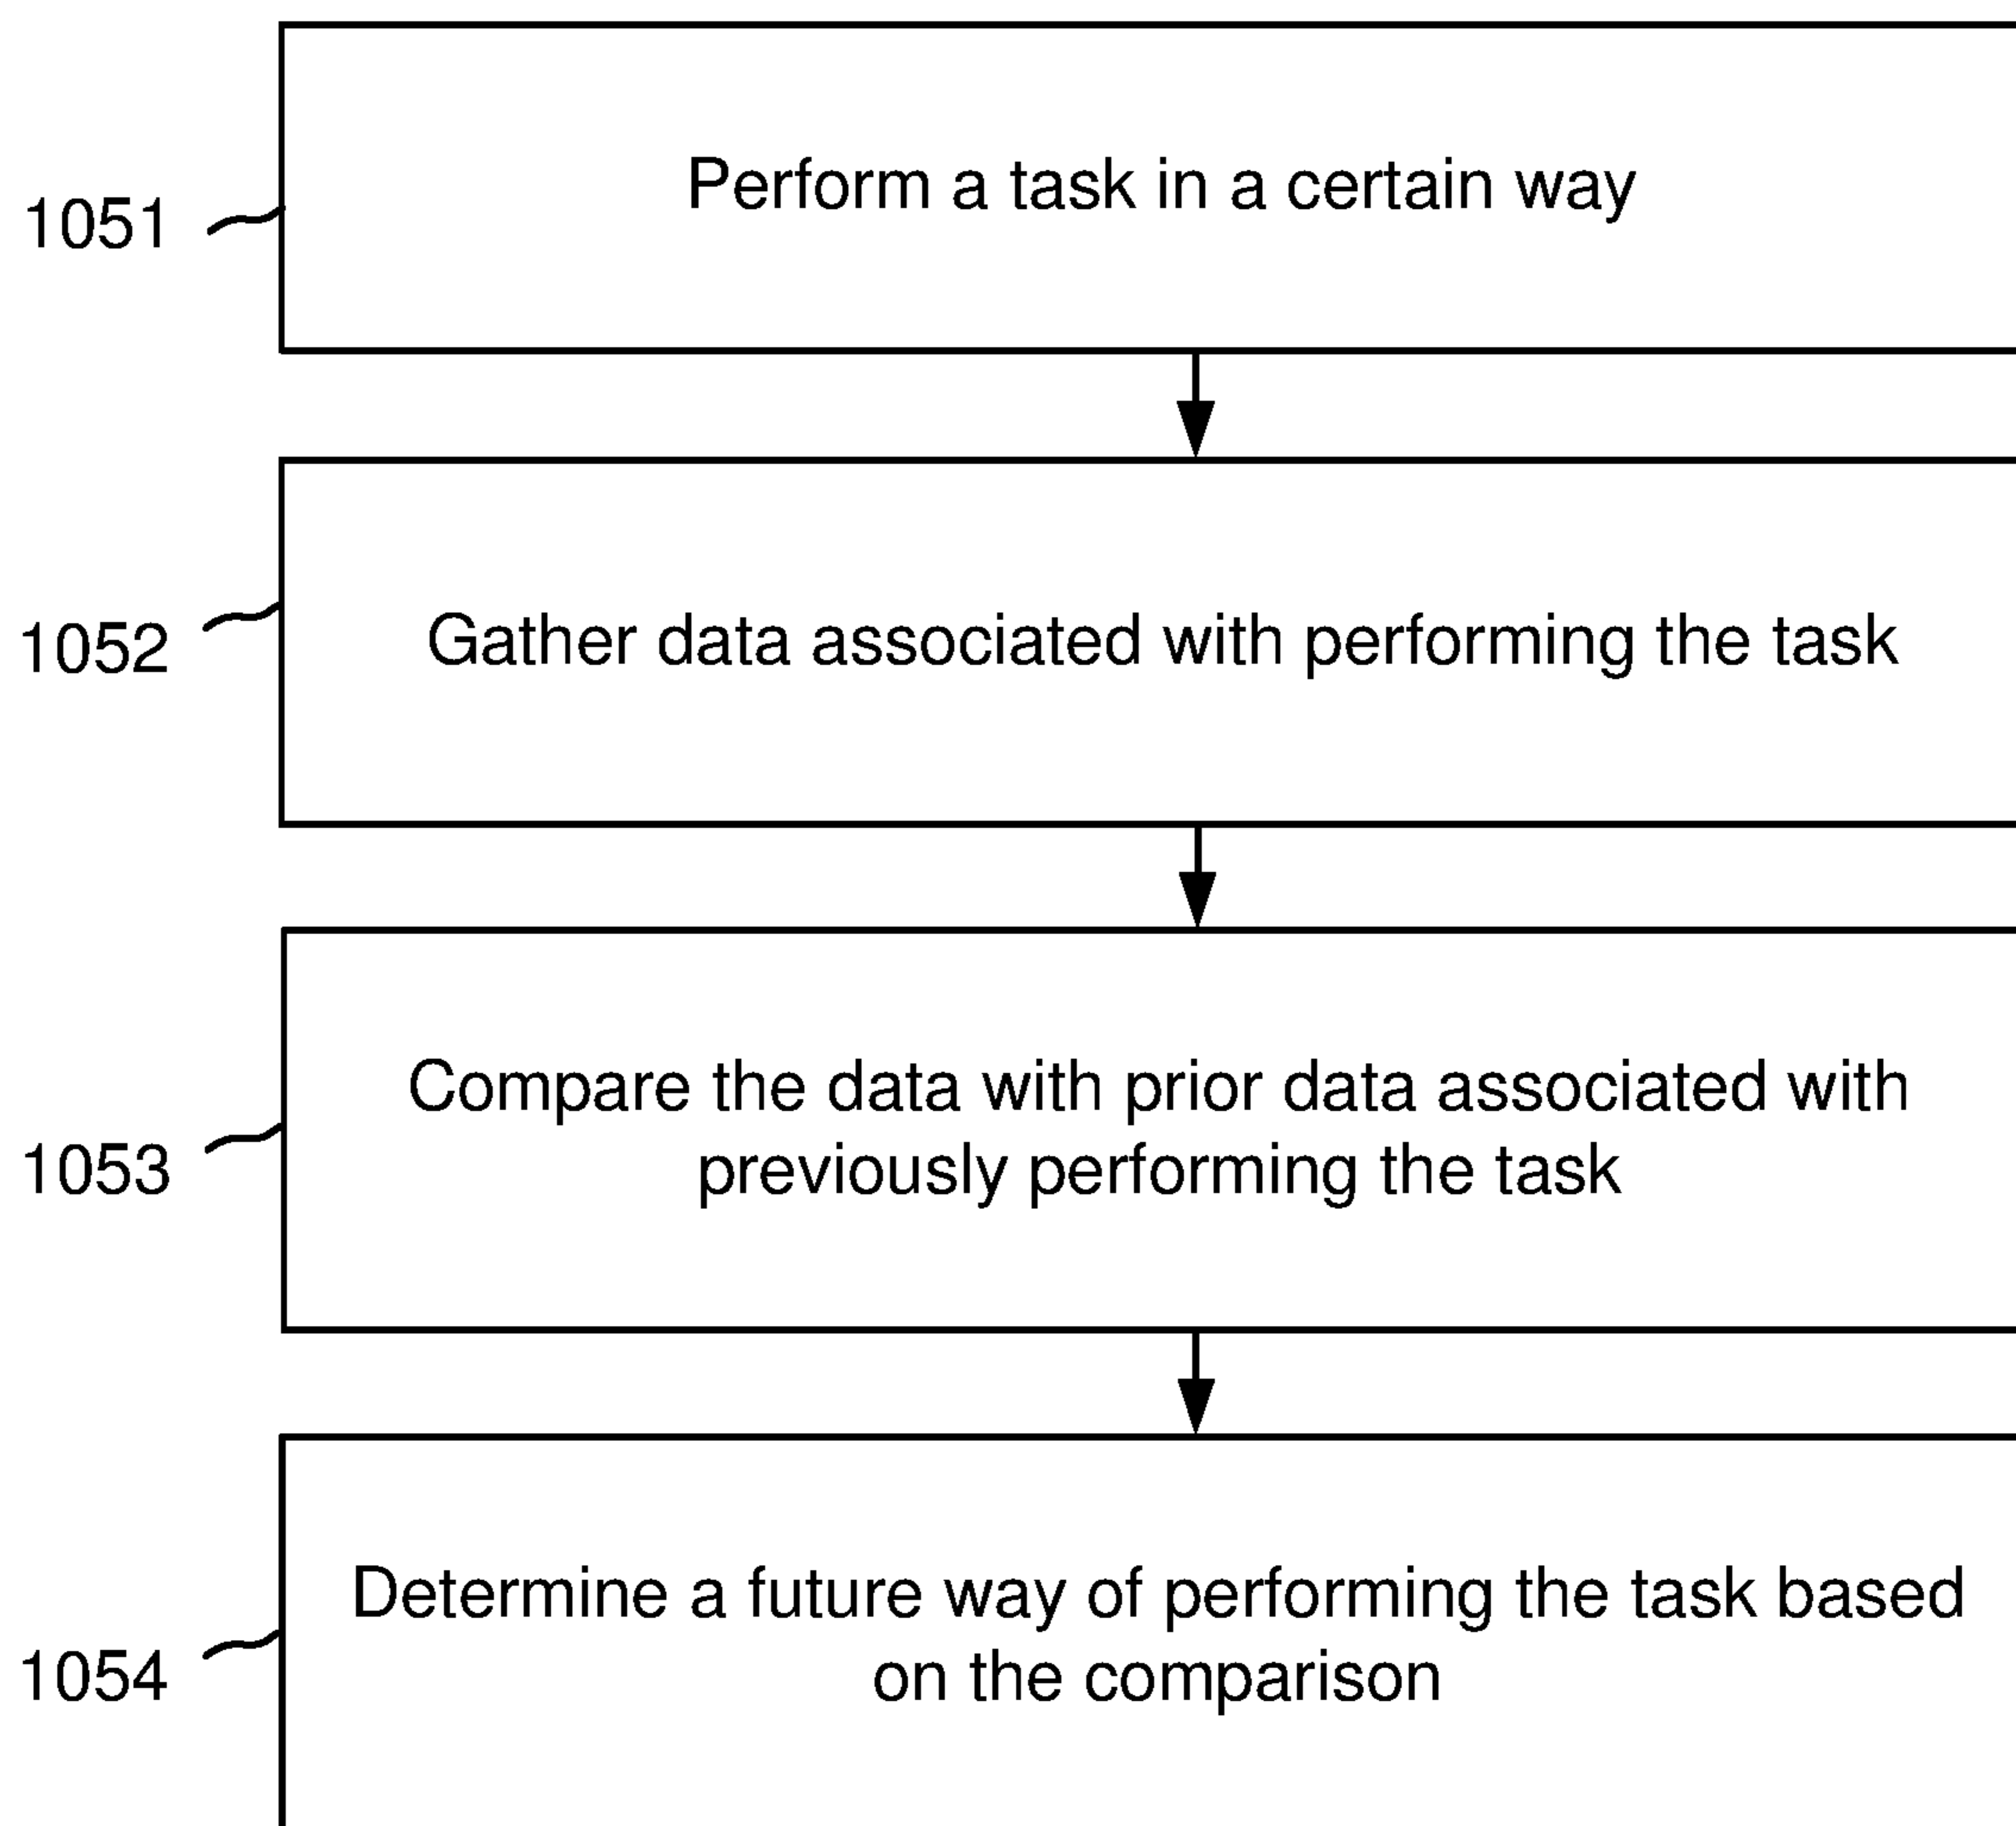 Perform a task in a certain way
1051
Gather data associated with performing the task
1052
Compare the data with prior data associated with
previously performing the task
1053
Determine a future way of performing the task based
on the comparison
1054